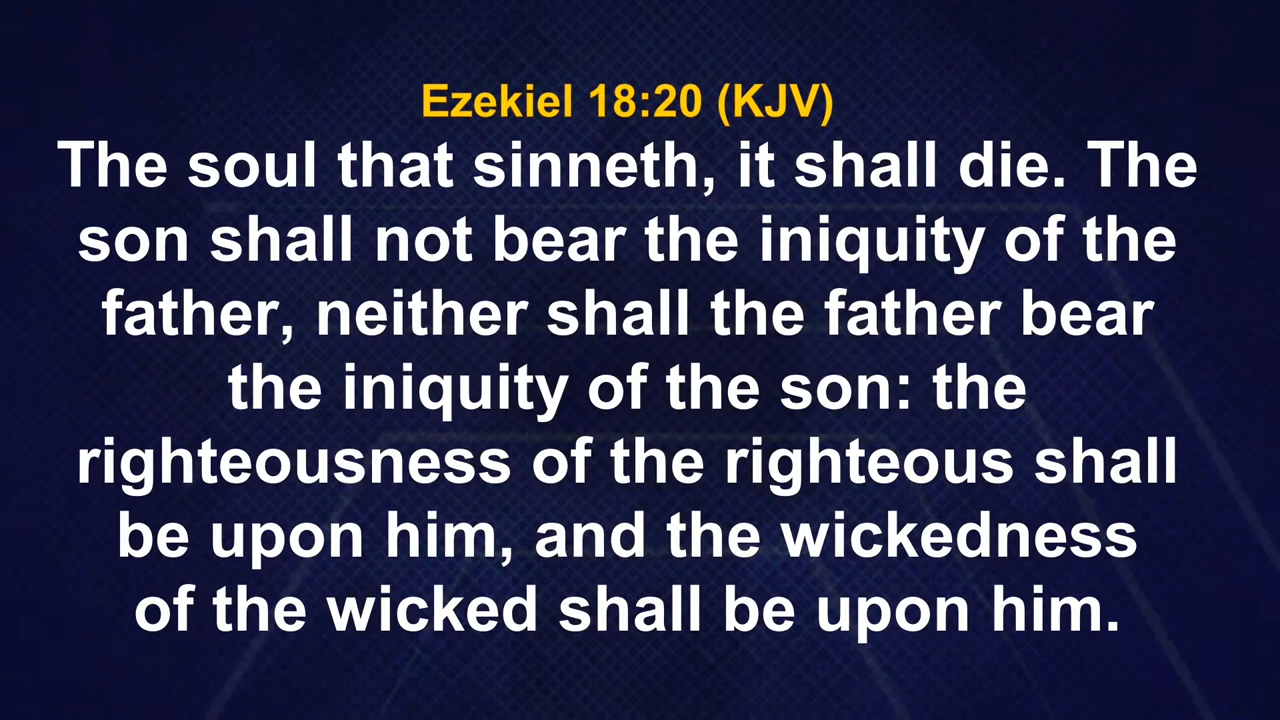 Ezekiel 18:20 (KJV)
The soul that sinneth, it shall die. The
son shall not bear the iniquity of the
father, neither shall the father bear
the iniquity of the son: the
righteousness of the righteous shall
be upon him, and the wickedness
of the wicked shall be upon him.